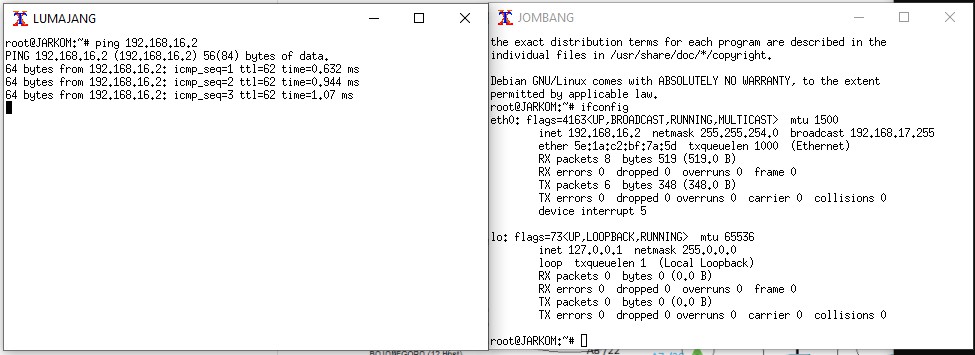 LUMAJANG
root@JARKOM:~# ping 192.168.16.2
PING 192.168.16.2 (192.168.16.2) 56(84) bytes of data.
64 bytes from 192.168.16.2: icmp_seq=1 ttl=62 time=0.632 ms
64 bytes from 192.168.16.2: icmp_seq=2 ttl=62 time=0.944 ms
64 bytes from 192.168.16.2: icmp_seq=3 ttl=62 time=1.07 ms
JOMBANG
the exact distribution terms for each program are described in the
individual files in /usr/share/doc/*/copyright.
Debian GNU/Linux comes with ABSOLUTELY NO WARRANTY, to the extent
permitted by applicable law.
root@JARKOM:~# ifconfig
eth0: flags=4163<UP,BROADCAST,RUNNING,MULTICAST>  mtu 1500
inet 192.168.16.2  netmask 255.255.254.0  broadcast 192.168.17.255
ether 5e:1a:c2:bf:7a:5d  txqueuelen 1000  (Ethernet)
RX packets 8  bytes 519 (519.0 B)
RX errors 0  dropped 0  overruns 0  frame 0
TX packets 6  bytes 348 (348.0 B)
TX errors 0  dropped 0 overruns 0  carrier 0  collisions 0
device interrupt 5
lo: flags=73<UP,LOOPBACK,RUNNING>  mtu 65536
inet 127.0.0.1  netmask 255.0.0.0
loop  txqueuelen 1  (Local Loopback)
RX packets 0  bytes 0 (0.0 B)
RX errors 0  dropped 0  overruns 0  frame 0
TX packets 0  bytes 0 (0.0 B)
TX errors 0  dropped 0 overruns 0  carrier 0  collisions 0
root@JARKOM:~#